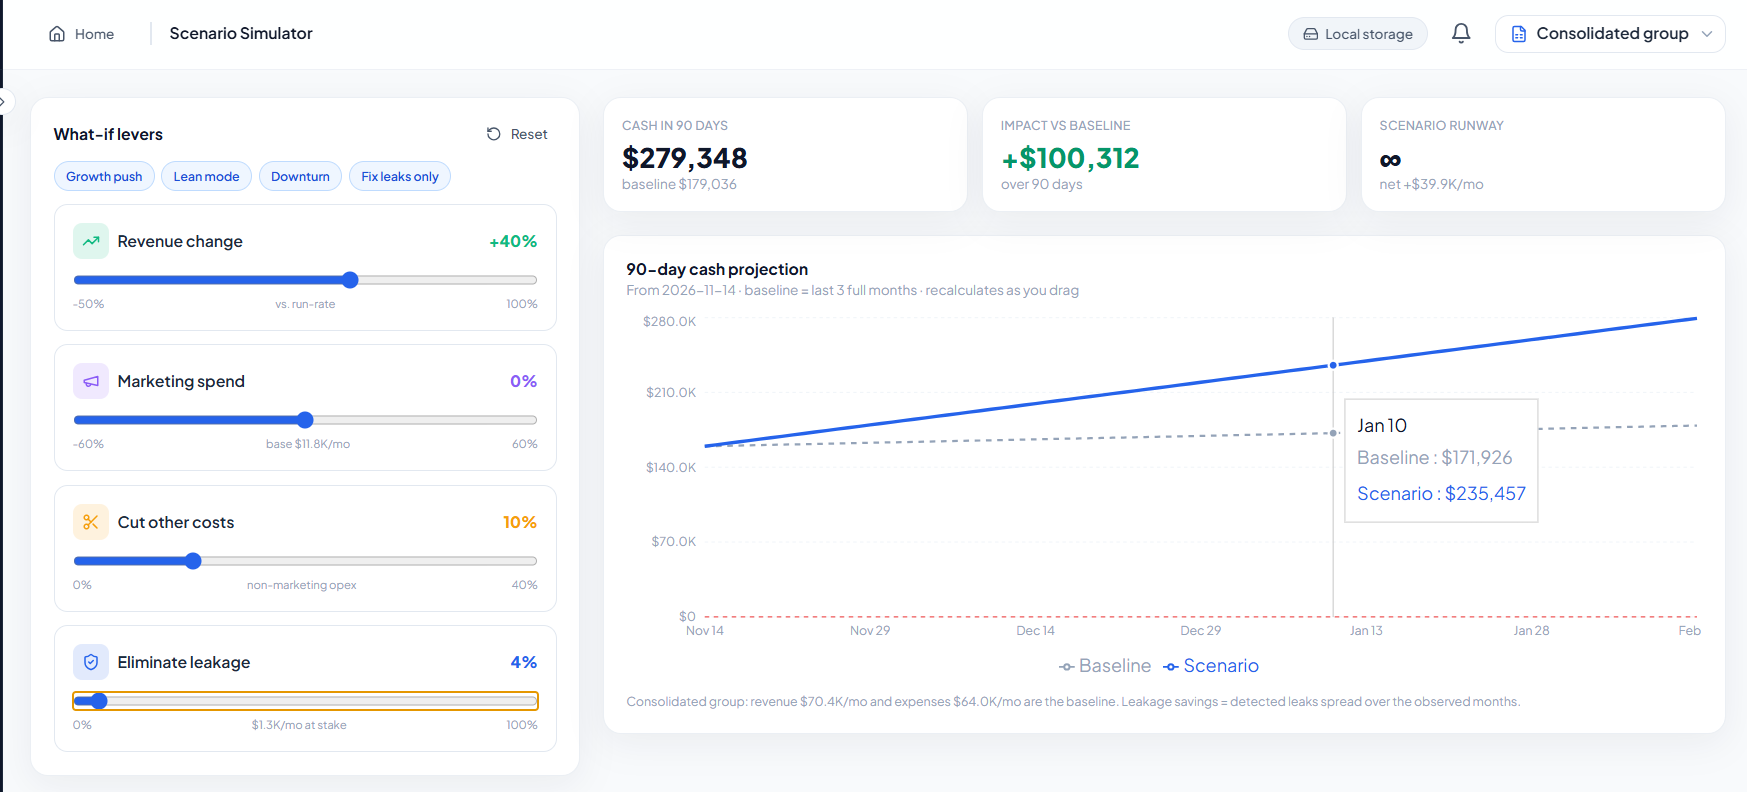 Home
Scenario Simulator
Local storage
Consolidated group
What-if levers
Reset
Growth push
Lean mode
Downturn
Fix leaks only
Revenue change
+40%
-50%
vs. run-rate
100%
Marketing spend
0%
-60%
base $11.8K/mo
60%
Cut other costs
10%
0%
non-marketing opex
40%
Eliminate leakage
4%
0%
$1.3K/mo at stake
100%
CASH IN 90 DAYS
$279,348
baseline $179,036
IMPACT VS BASELINE
+$100,312
over 90 days
SCENARIO RUNWAY
∞
net +$39.9K/mo
90-day cash projection
From 2026-11-14 · baseline = last 3 full months · recalculates as you drag
$280.0K
$210.0K
$140.0K
$70.0K
$0
Jan 10
Baseline : $171,926
Scenario : $235,457
Nov 14
Nov 29
Dec 14
Dec 29
Jan 13
Jan 28
Feb
Baseline
Scenario
Consolidated group: revenue $70.4K/mo and expenses $64.0K/mo are the baseline. Leakage savings = detected leaks spread over the observed months.